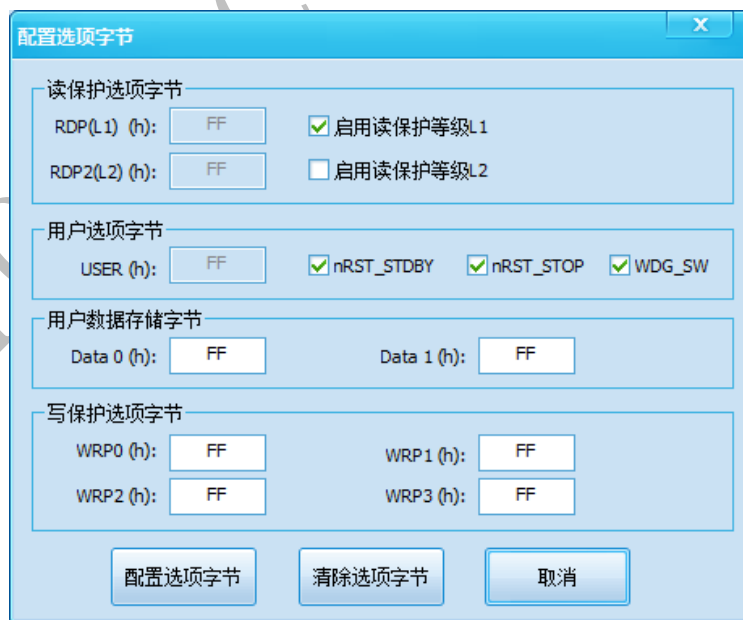 配置选项字节
X
读保护选项字节
RDP(L1) (h): FF 启用读保护等级L1
RDP2(L2) (h): FF 启用读保护等级L2
用户选项字节
USER (h): FF nRST_STDBY nRST_STOP WDG_SW
用户数据存储字节
Data 0 (h): FF Data 1 (h): FF
写保护选项字节
WRP0 (h): FF WRP1 (h): FF
WRP2 (h): FF WRP3 (h): FF
配置选项字节 清除选项字节 取消